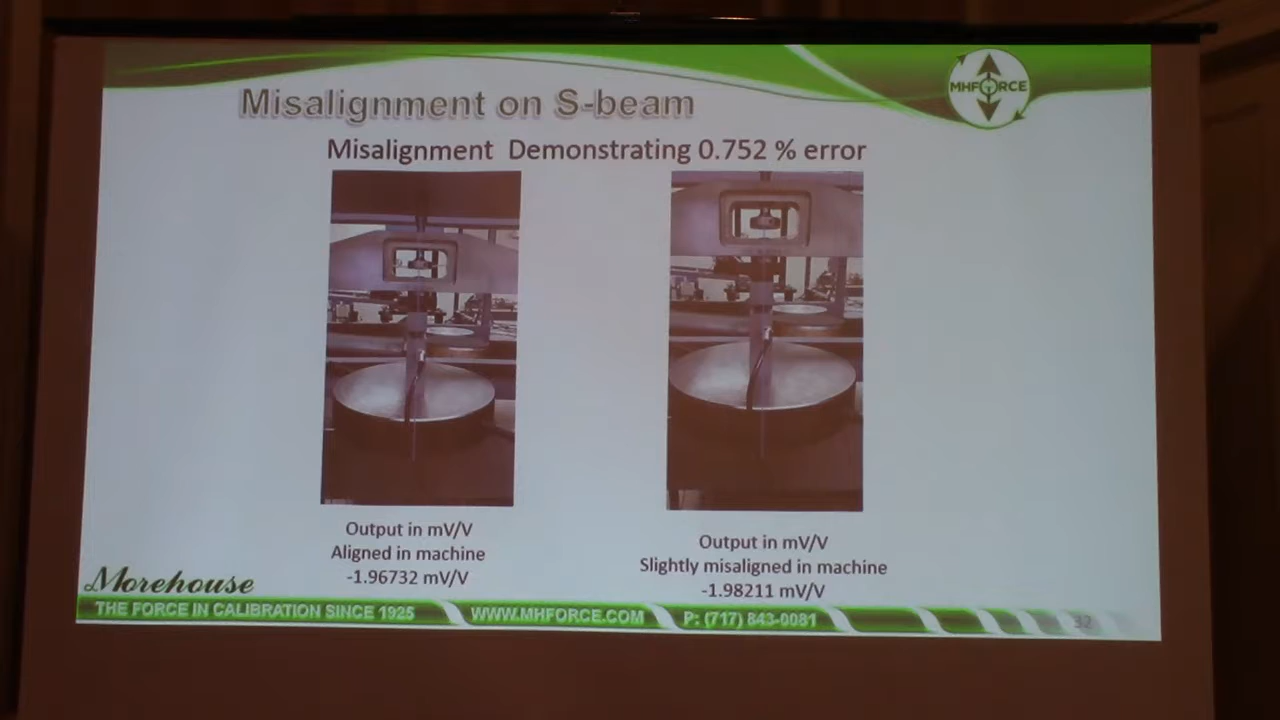 MHFORCE
Misalignment on S-beam
Misalignment Demonstrating 0.752 % error
Output in mV/V
Aligned in machine
-1.96732 mV/V
Output in mV/V
Slightly misaligned in machine
-1.98211 mV/V
Morehouse
THE FORCE IN CALIBRATION SINCE 1925
WWW.MHFORCE.COM
P: (717) 843-0081
32